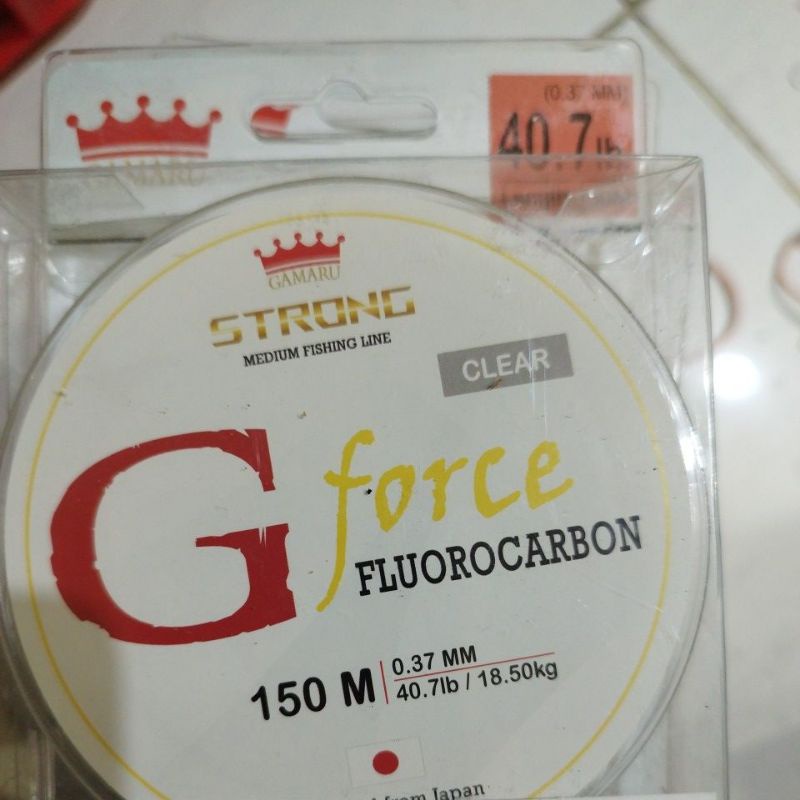 (0.37 MM)
40.7lb
GAMARU
GAMARU
STRONG
MEDIUM FISHING LINE
CLEAR
G force
FLUOROCARBON
150 M
0.37 MM
40.7lb / 18.50kg
from Japan